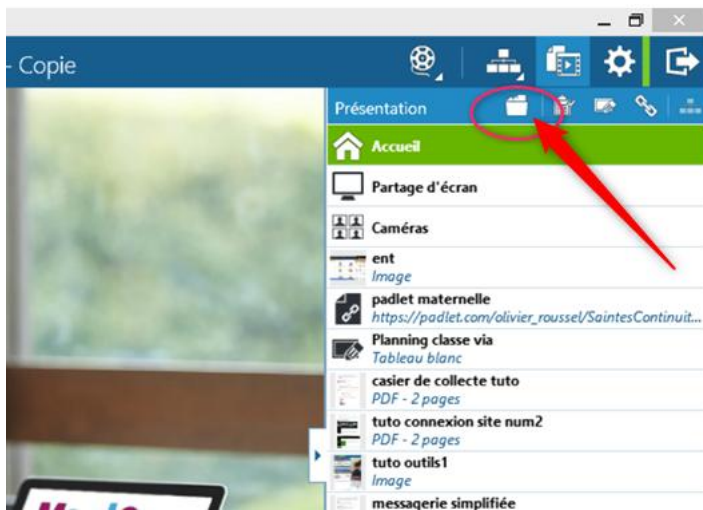 - Copie
Présentation
Accueil
Partage d'écran
Caméras
ent
Image
padlet maternelle
https://padlet.com/olivier_roussel/SaintesContinuit...
Planning classe via
Tableau blanc
casier de collecte tuto
PDF - 2 pages
tuto connexion site num2
PDF - 2 pages
tuto outils1
Image
messagerie simplifiée